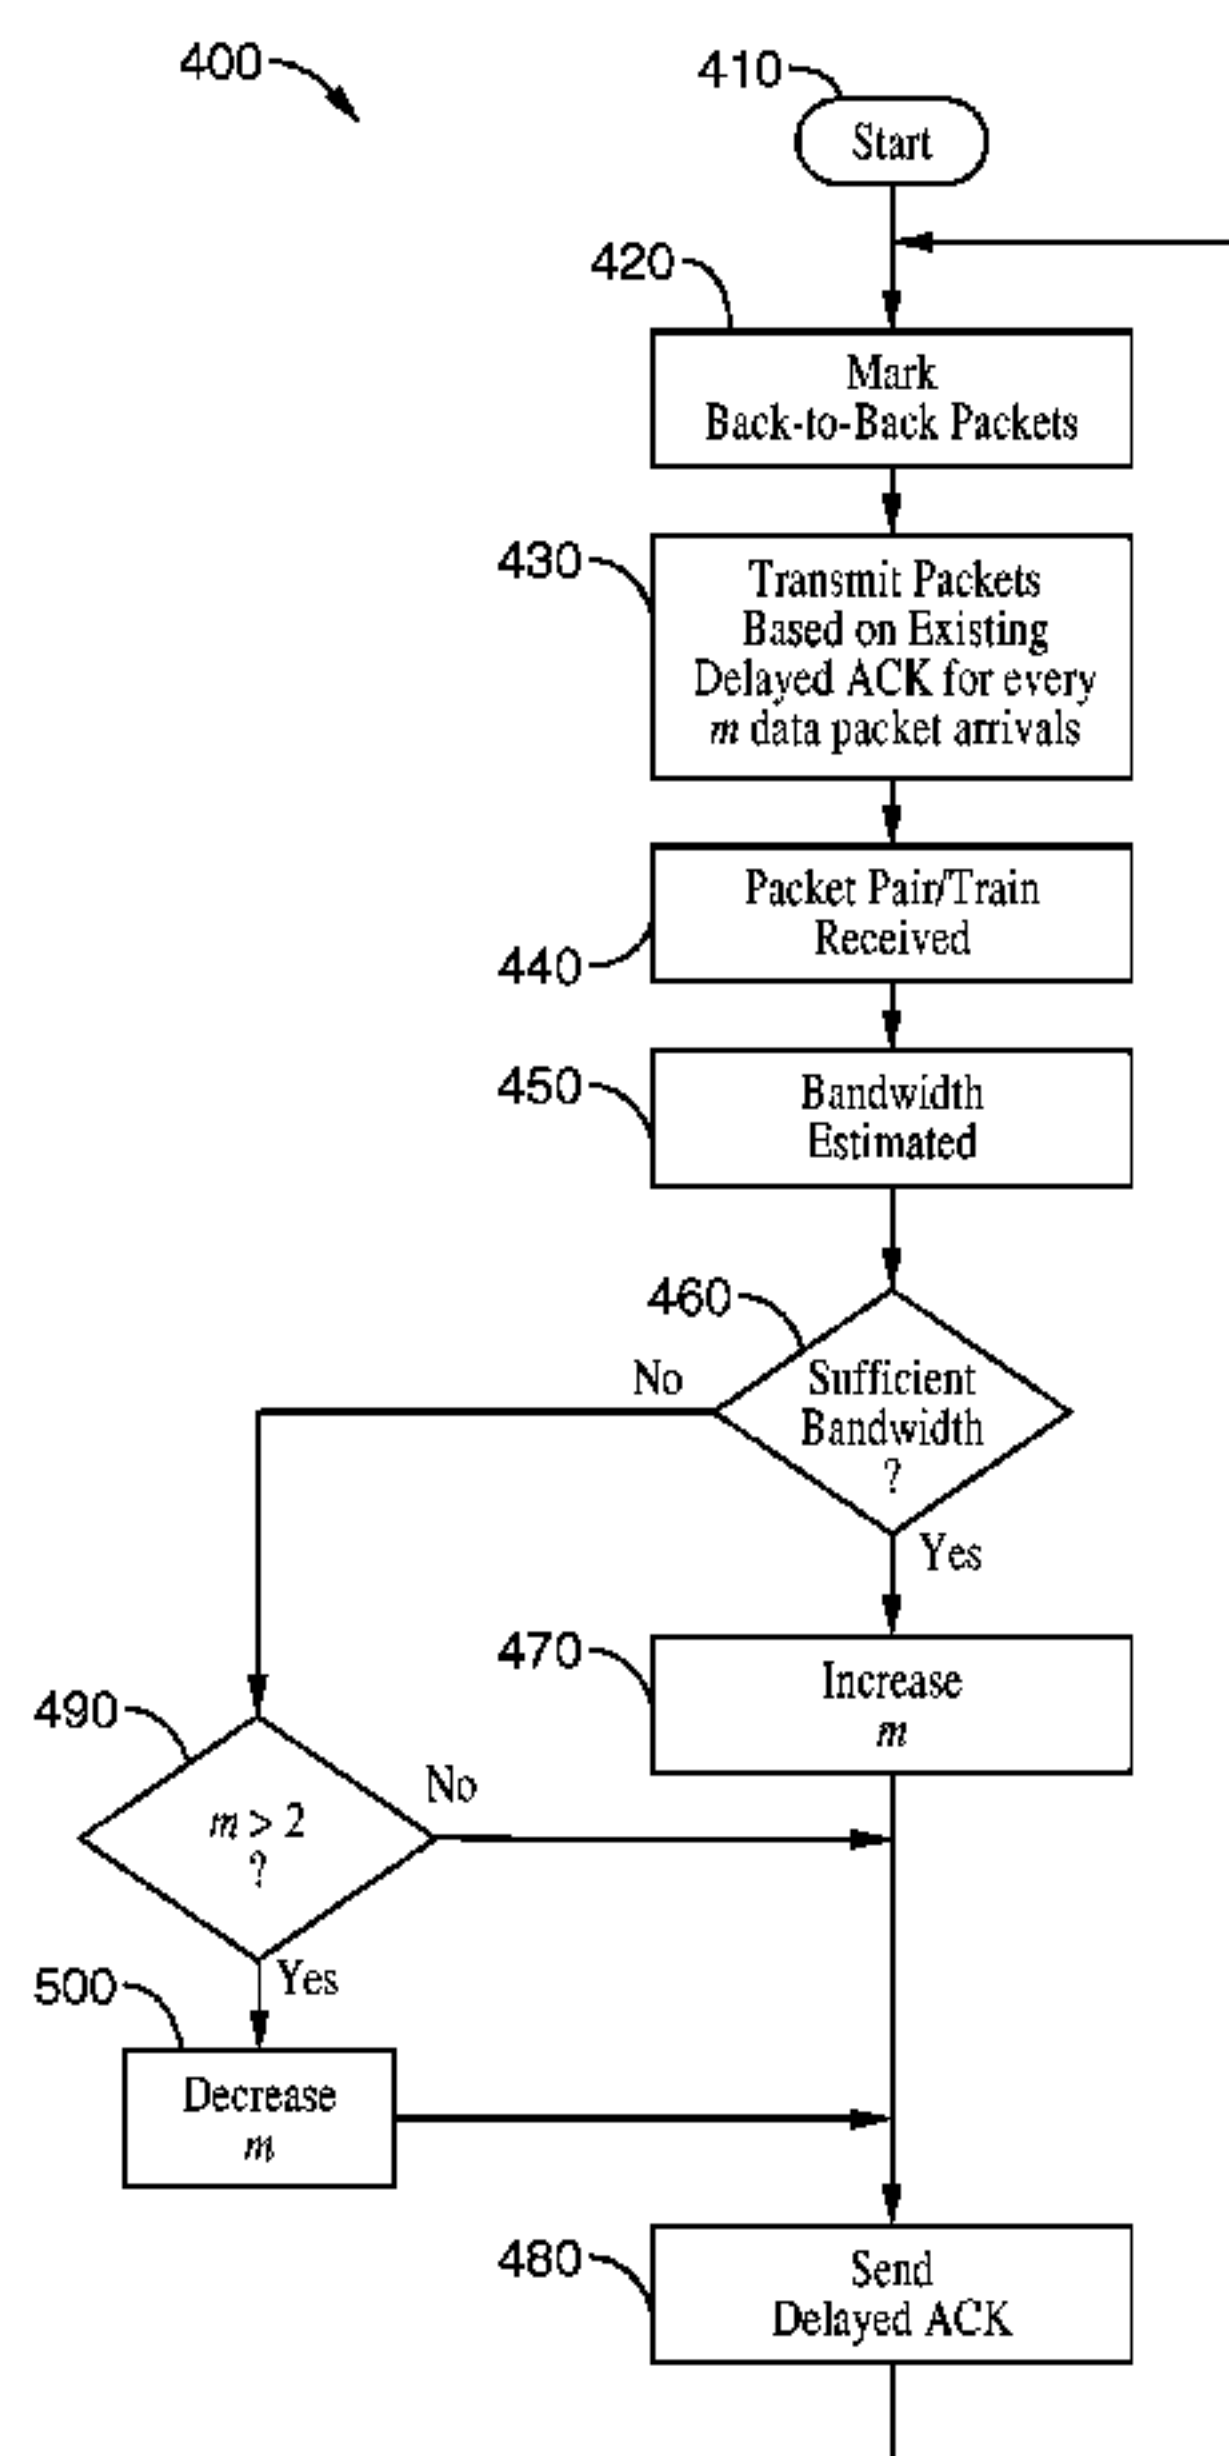 400
410
Start
420
Mark
Back-to-Back Packets
430
Transmit Packets
Based on Existing
Delayed ACK for every
m data packet arrivals
440
Packet Pair/Train
Received
450
Bandwidth
Estimated
460
Sufficient
Bandwidth
?
No
Yes
470
Increase
m
490
m > 2
?
No
Yes
500
Decrease
m
480
Send
Delayed ACK